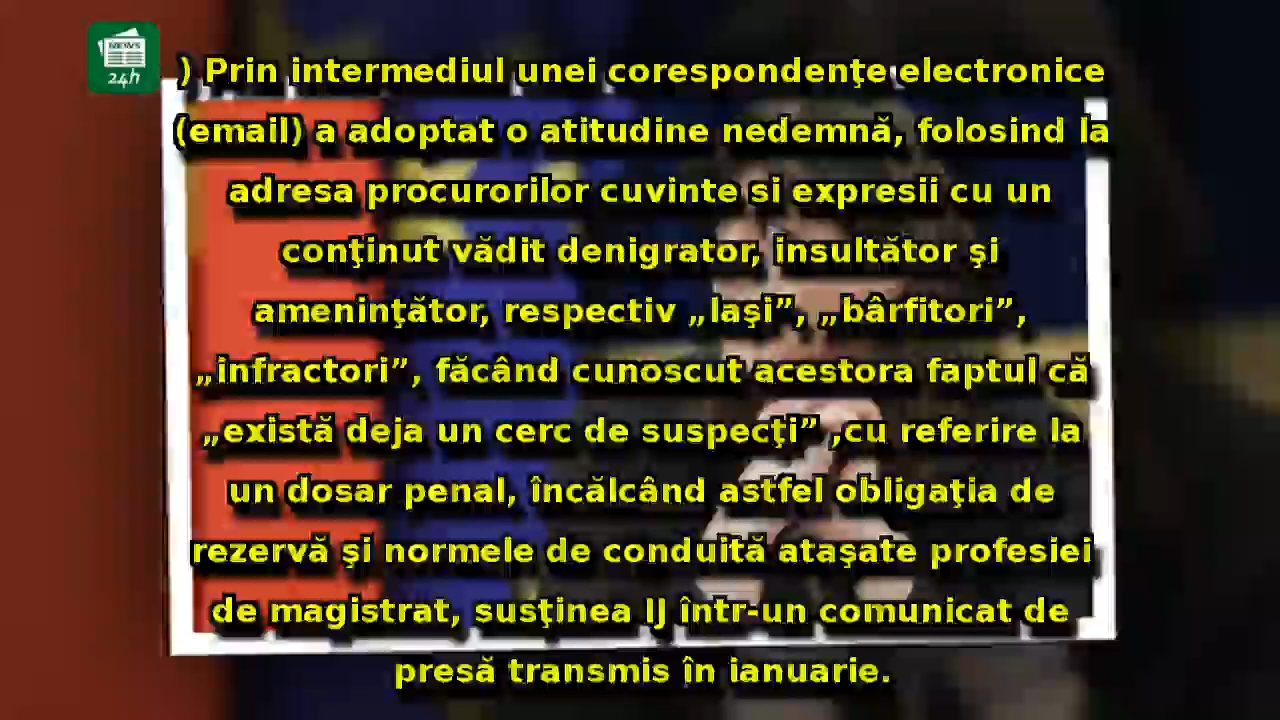 NEWS
24h
) Prin intermediul unei corespondenţe electronice
(email) a adoptat o atitudine nedemnă, folosind la
adresa procurorilor cuvinte si expresii cu un
conţinut vădit denigrator, insultător şi
ameninţător, respectiv „laşi”, „bârfitori”,
„infractori”, făcând cunoscut acestora faptul că
„există deja un cerc de suspecţi” ,cu referire la
un dosar penal, încălcând astfel obligaţia de
rezervă şi normele de conduită ataşate profesiei
de magistrat, susţinea IJ într-un comunicat de
presă transmis în ianuarie.